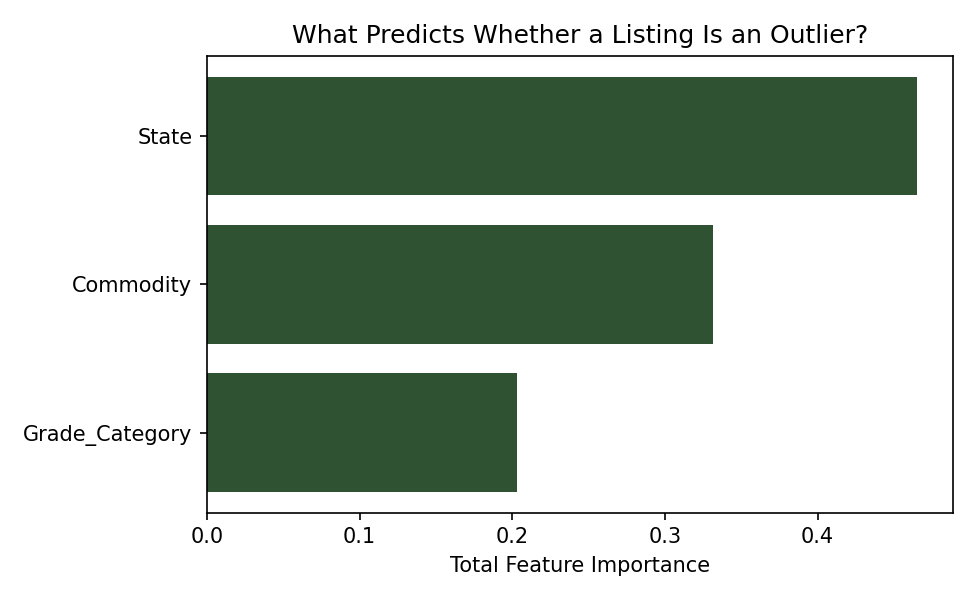 What Predicts Whether a Listing Is an Outlier?
State
Commodity
Grade_Category
0.0 0.1 0.2 0.3 0.4
Total Feature Importance